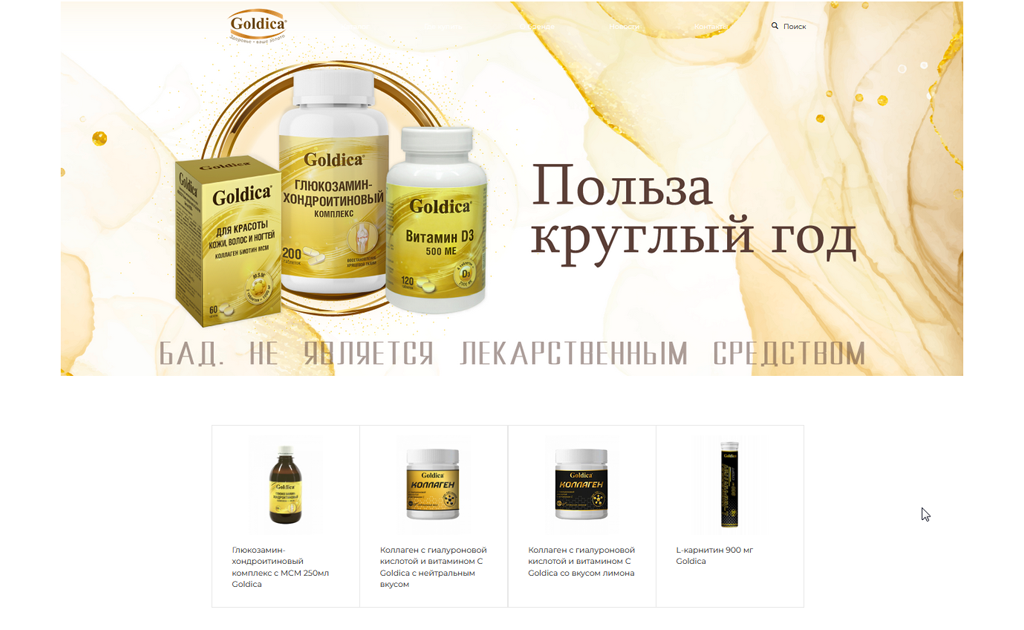 Goldica®
Поиск
Goldica
Goldica
Goldica®
ДЛЯ КРАСОТЫ
КОЖИ, ВОЛОС И НОГТЕЙ
КОЛЛАГЕН БИОТИН МСМ
60
Goldica®
ГЛЮКОЗАМИН-
ХОНДРОИТИНОВЫЙ
КОМПЛЕКС
200
Goldica®
Витамин D3
500 МЕ
120
D3
Польза
круглый год
БАД. НЕ ЯВЛЯЕТСЯ ЛЕКАРСТВЕННЫМ СРЕДСТВОМ
Goldica
Goldica
КОЛЛАГЕН
Goldica
КОЛЛАГЕН
Goldica
Глюкозамин-
хондроитиновый
комплекс с МСМ 250мл
Goldica
Коллаген с гиалуроновой
кислотой и витамином С
Goldica с нейтральным
вкусом
Коллаген с гиалуроновой
кислотой и витамином С
Goldica со вкусом лимона
L-карнитин 900 мг
Goldica